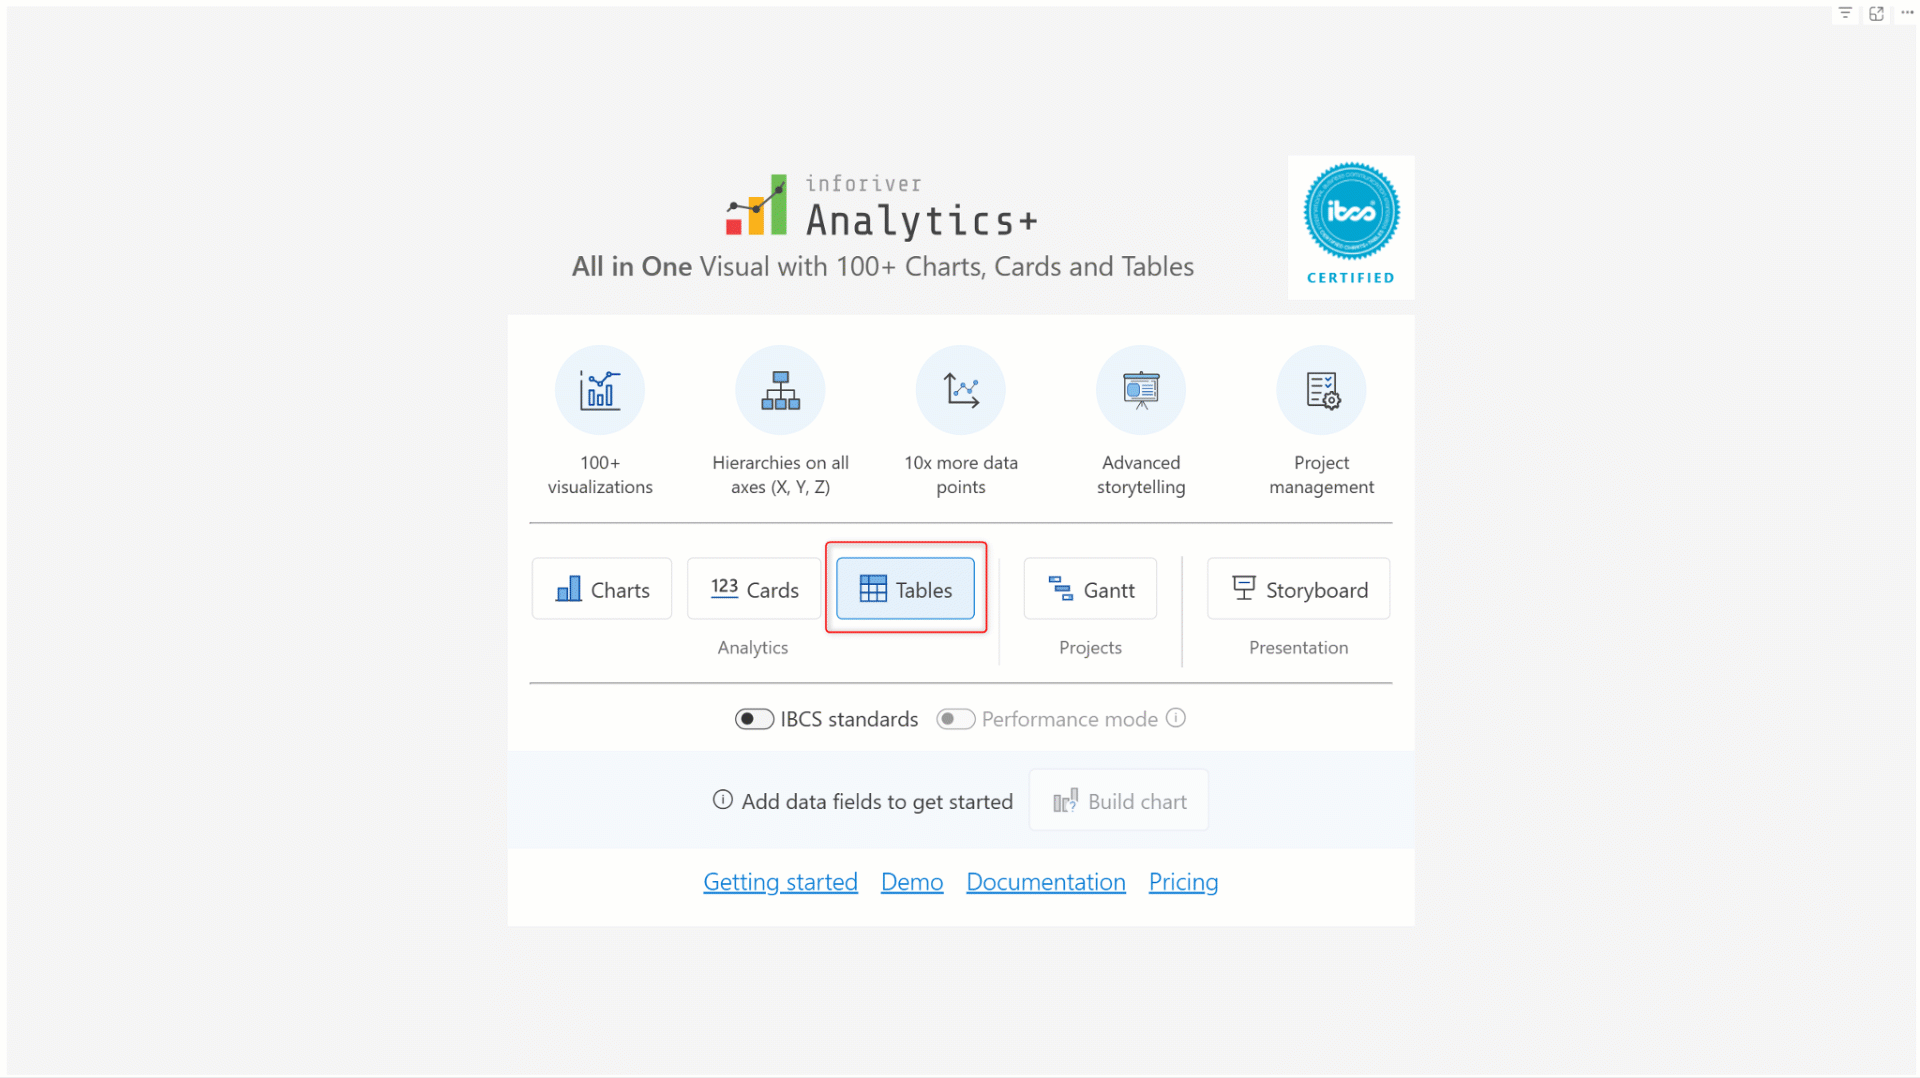 inforiver
Analytics+
All in One Visual with 100+ Charts, Cards and Tables
ibcs
CERTIFIED
100+
visualizations
Hierarchies on all
axes (X, Y, Z)
10x more data
points
Advanced
storytelling
Project
management
Charts
123 Cards
Tables
Gantt
Storyboard
Analytics
Projects
Presentation
IBCS standards
Performance mode
Add data fields to get started
Build chart
Getting started
Demo
Documentation
Pricing